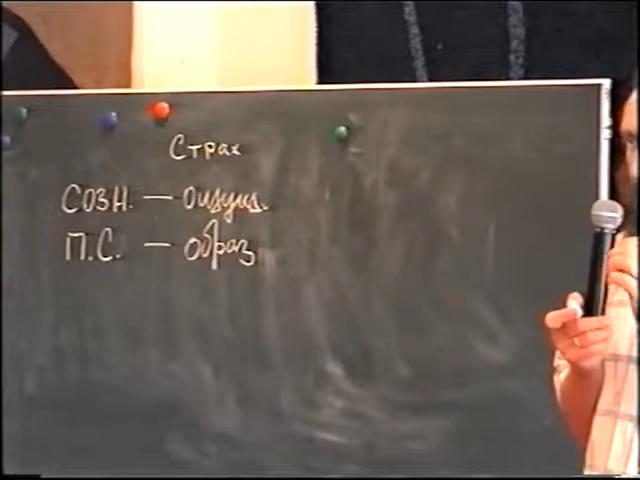 Страх
СОЗН. — ощущ.
П.С. — образ